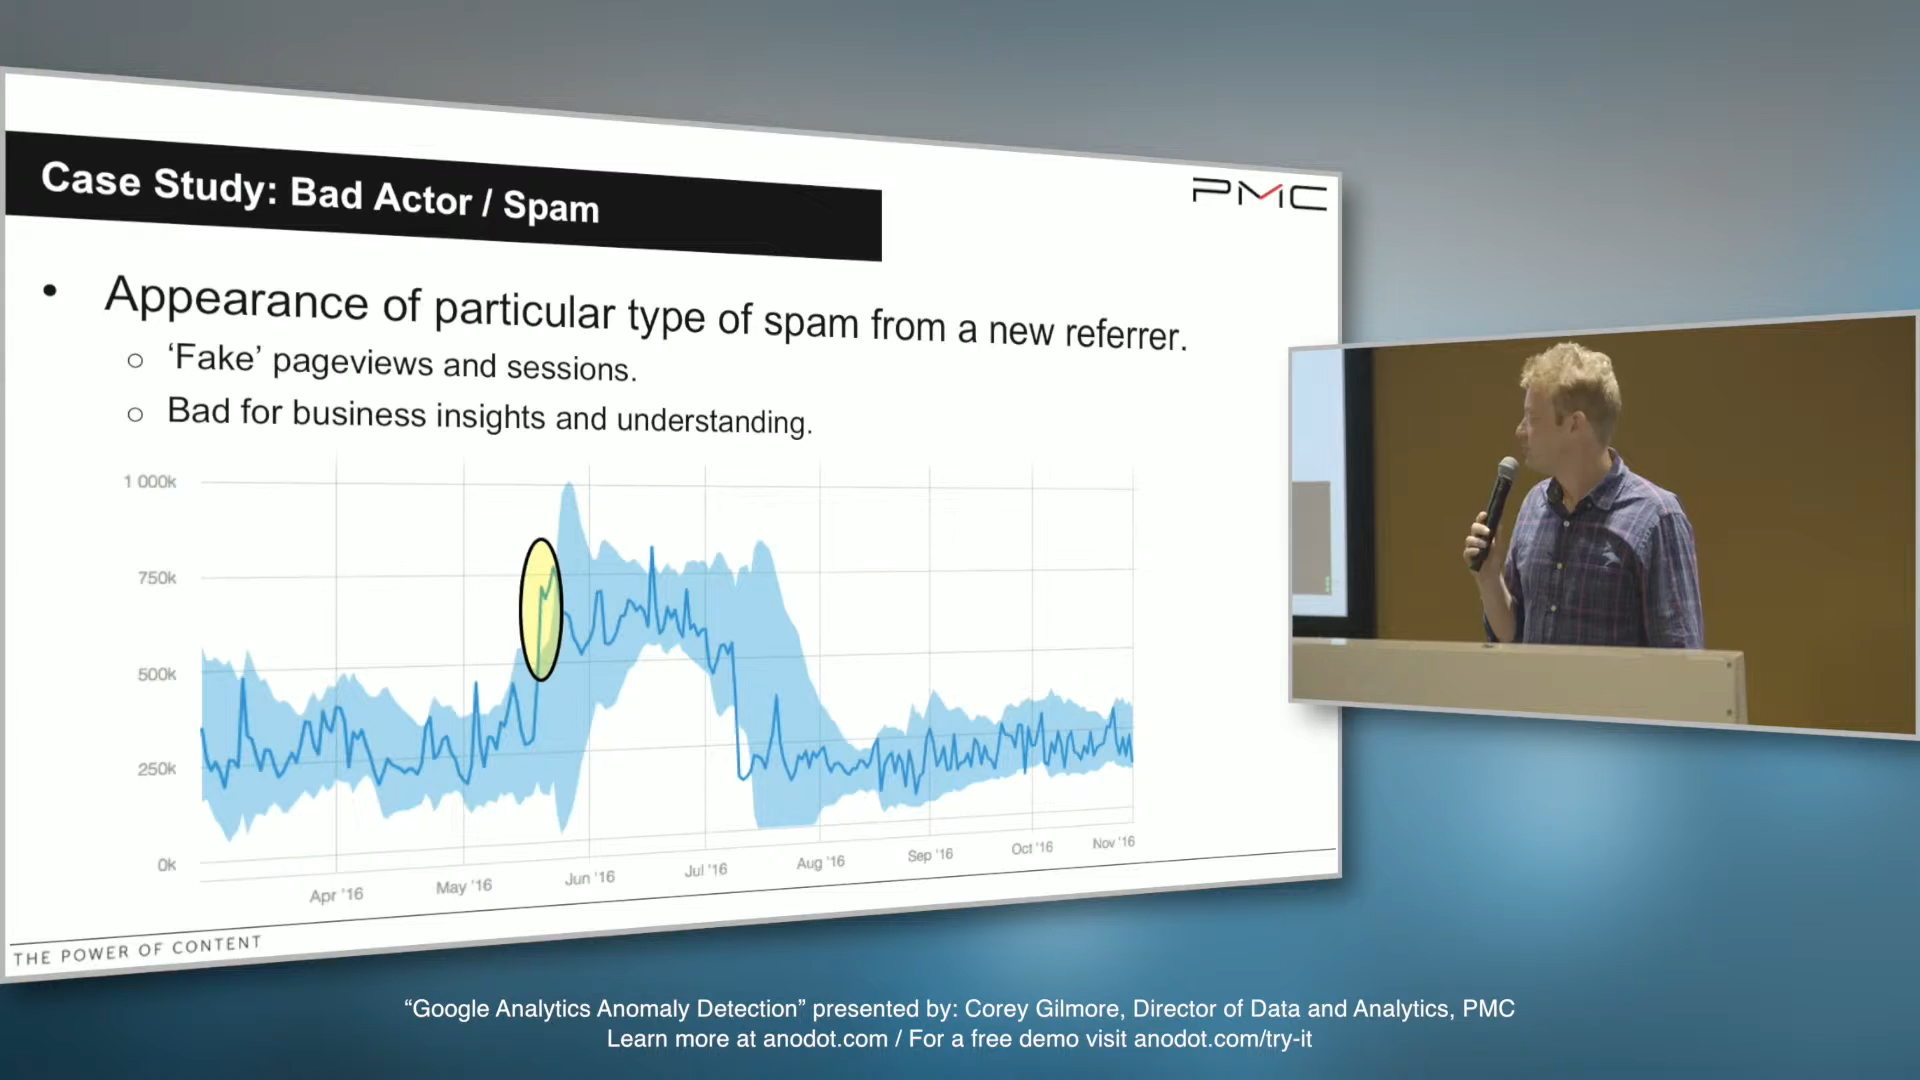 Case Study: Bad Actor / Spam
PMC
• Appearance of particular type of spam from a new referrer.
○ ‘Fake’ pageviews and sessions.
○ Bad for business insights and understanding.
1 000k
750k
500k
250k
0k
Apr '16
May '16
Jun '16
Jul '16
Aug '16
Sep '16
Oct '16
Nov '16
THE POWER OF CONTENT
“Google Analytics Anomaly Detection” presented by: Corey Gilmore, Director of Data and Analytics, PMC
Learn more at anodot.com / For a free demo visit anodot.com/try-it